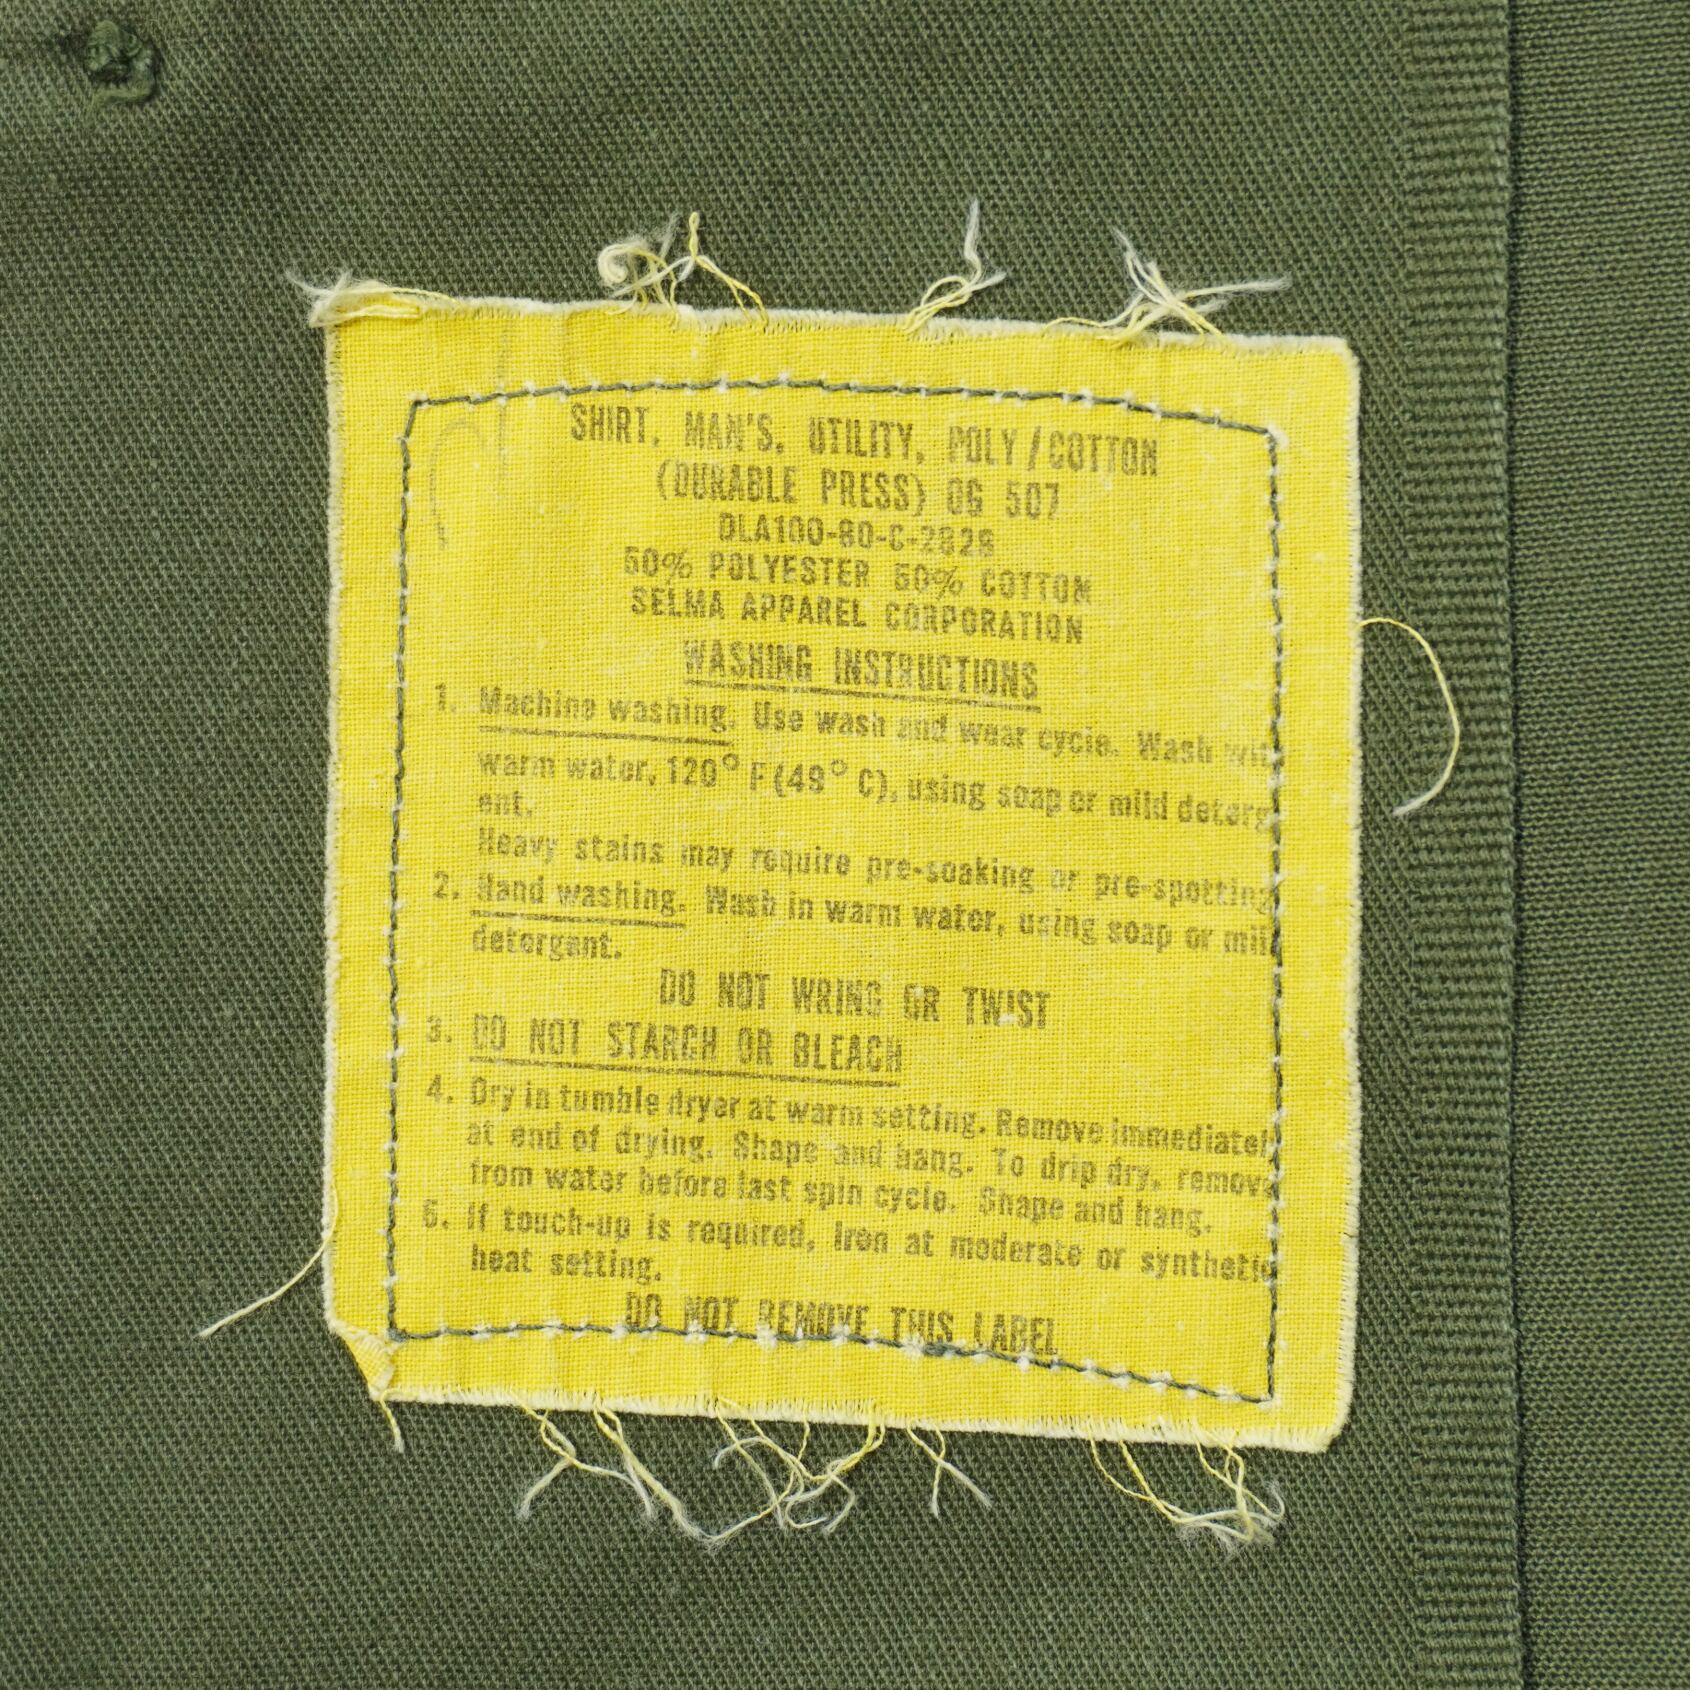 SHIRT, MAN'S, UTILITY, POLY/COTTON
(DURABLE PRESS) OG 507
DLA100-80-C-2828
50% POLYESTER 50% COTTON
SELMA APPAREL CORPORATION
WASHING INSTRUCTIONS
1. Machine washing. Use wash and wear cycle. Wash wit
warm water, 120° F (49° C), using soap or mild deterg
ent.
Heavy stains may require pre-soaking or pre-spotting
2. Hand washing. Wash in warm water, using soap or mil
detergent.
DO NOT WRING OR TWIST
3. DO NOT STARCH OR BLEACH
4. Dry in tumble dryer at warm setting. Remove immediatel
at end of drying. Shape and hang. To drip dry, remove
from water before last spin cycle. Shape and hang.
5. If touch-up is required, iron at moderate or synthetic
heat setting.
DO NOT REMOVE THIS LABEL